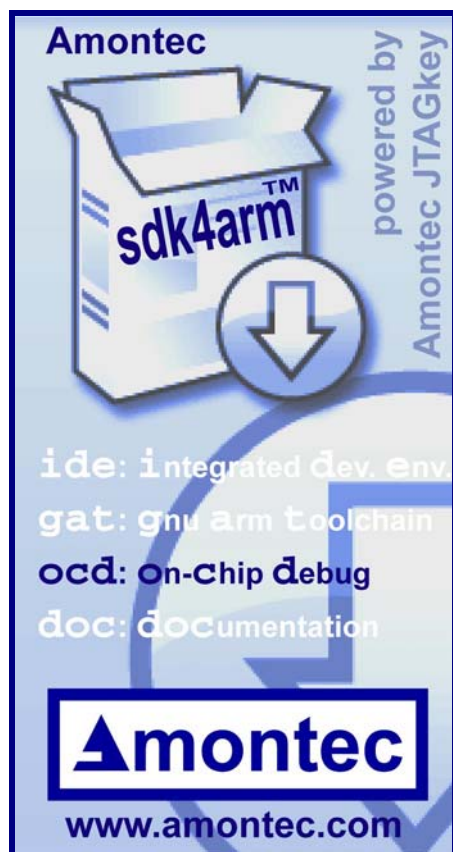 Amontec
powered by
Amontec JTAGkey
sdk4arm™
ide: integrated dev. env.
gat: gnu arm toolchain
ocd: on-chip debug
doc: documentation
Amontec
www.amontec.com